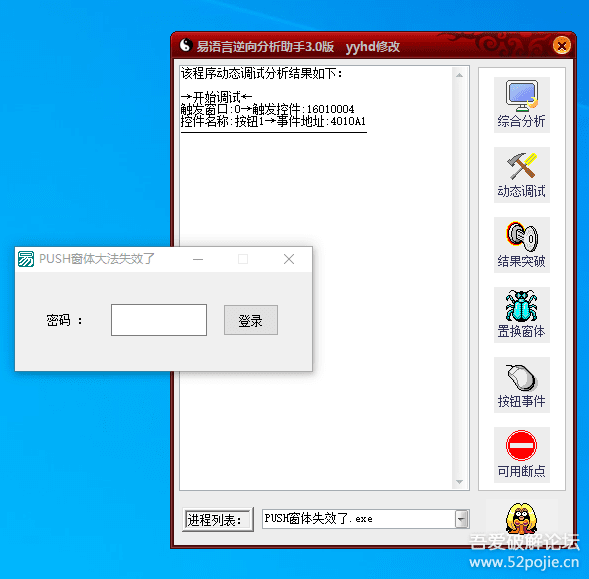 易语言逆向分析助手3.0版 yyhd修改
该程序动态调试分析结果如下:
→开始调试←
触发窗口:0→触发控件:16010004
控件名称:按钮1→事件地址:4010A1
综合分析
动态调试
结果突破
置换窗体
按钮事件
可用断点
易 PUSH窗体大法失效了
密码 :
登录
进程列表:
PUSH窗体失效了.exe
吾爱破解论坛
www.52pojie.cn